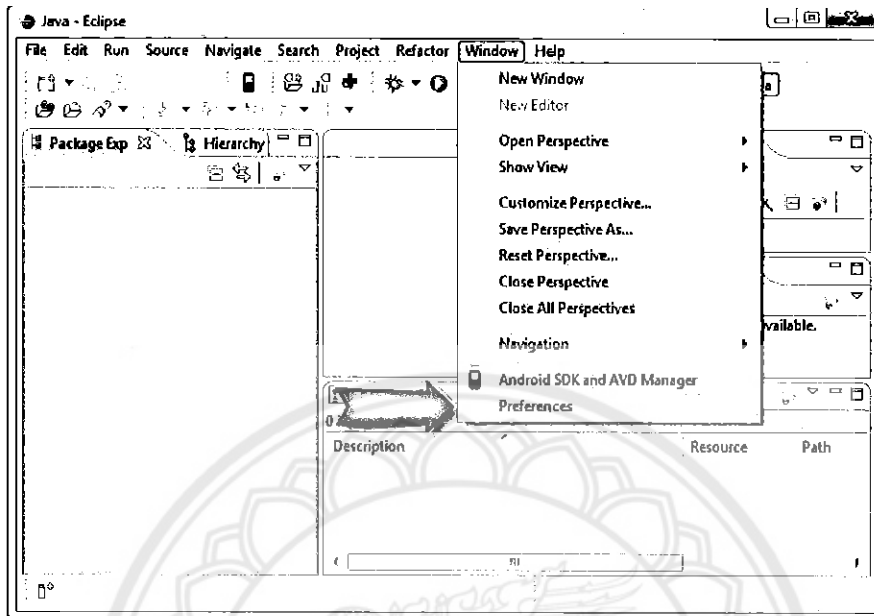 Java - Eclipse
File Edit Run Source Navigate Search Project Refactor Window Help
New Window
New Editor
Package Exp Hierarchy
Open Perspective
Show View
Customize Perspective...
Save Perspective As...
Reset Perspective...
Close Perspective
Close All Perspectives
vailable.
Navigation
Android SDK and AVD Manager
Preferences
0
Description Resource Path